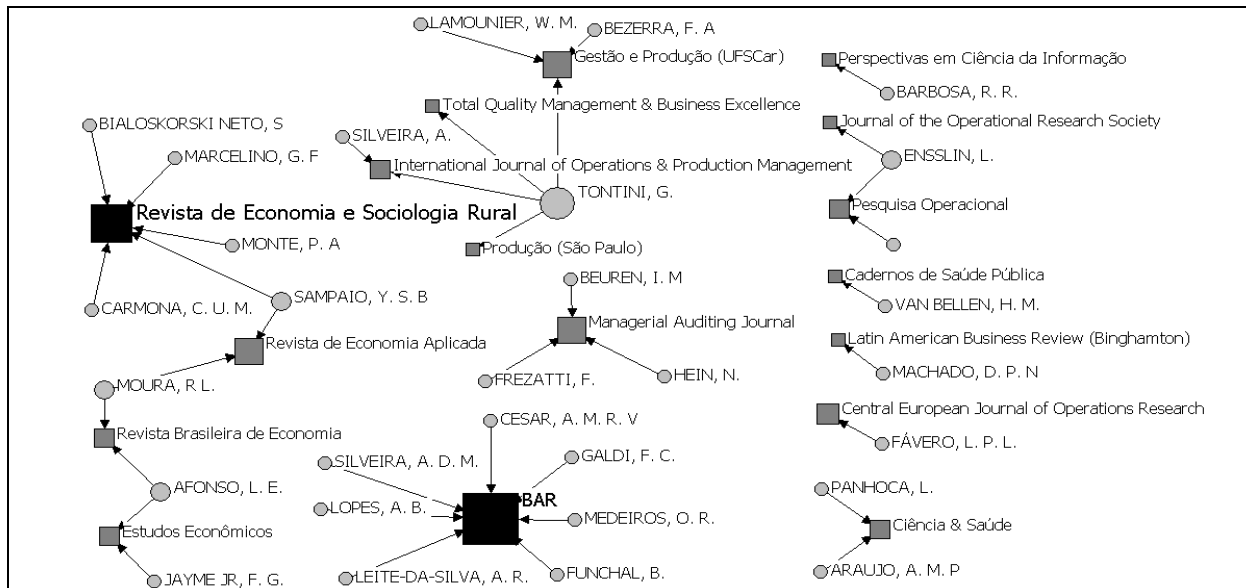 LAMOUNIER, W. M.
BEZERRA, F. A
Gestão e Produção (UFSCar)
Perspectivas em Ciência da Informação
BARBOSA, R. R.
Total Quality Management & Business Excellence
Journal of the Operational Research Society
BIALOSKORSKI NETO, S
SILVEIRA, A.
MARCELINO, G. F
International Journal of Operations & Production Management
ENSSLIN, L.
TONTINI, G.
Revista de Economia e Sociologia Rural
Pesquisa Operacional
MONTE, P. A
Produção (São Paulo)
BEUREN, I. M
Cadernos de Saúde Pública
SAMPAIO, Y. S. B
CARMONA, C. U. M.
VAN BELLEN, H. M.
Managerial Auditing Journal
Latin American Business Review (Binghamton)
Revista de Economia Aplicada
MACHADO, D. P. N
FREZATTI, F.
HEIN, N.
MOURA, R L.
Central European Journal of Operations Research
CESAR, A. M. R. V
Revista Brasileira de Economia
FÁVERO, L. P. L.
SILVEIRA, A. D. M.
GALDI, F. C.
AFONSO, L. E.
PANHOCA, L.
BAR
LOPES, A. B.
MEDEIROS, O. R.
Ciência & Saúde
Estudos Econômicos
JAYME JR, F. G.
LEITE-DA-SILVA, A. R.
FUNCHAL, B.
ARAUJO, A. M. P